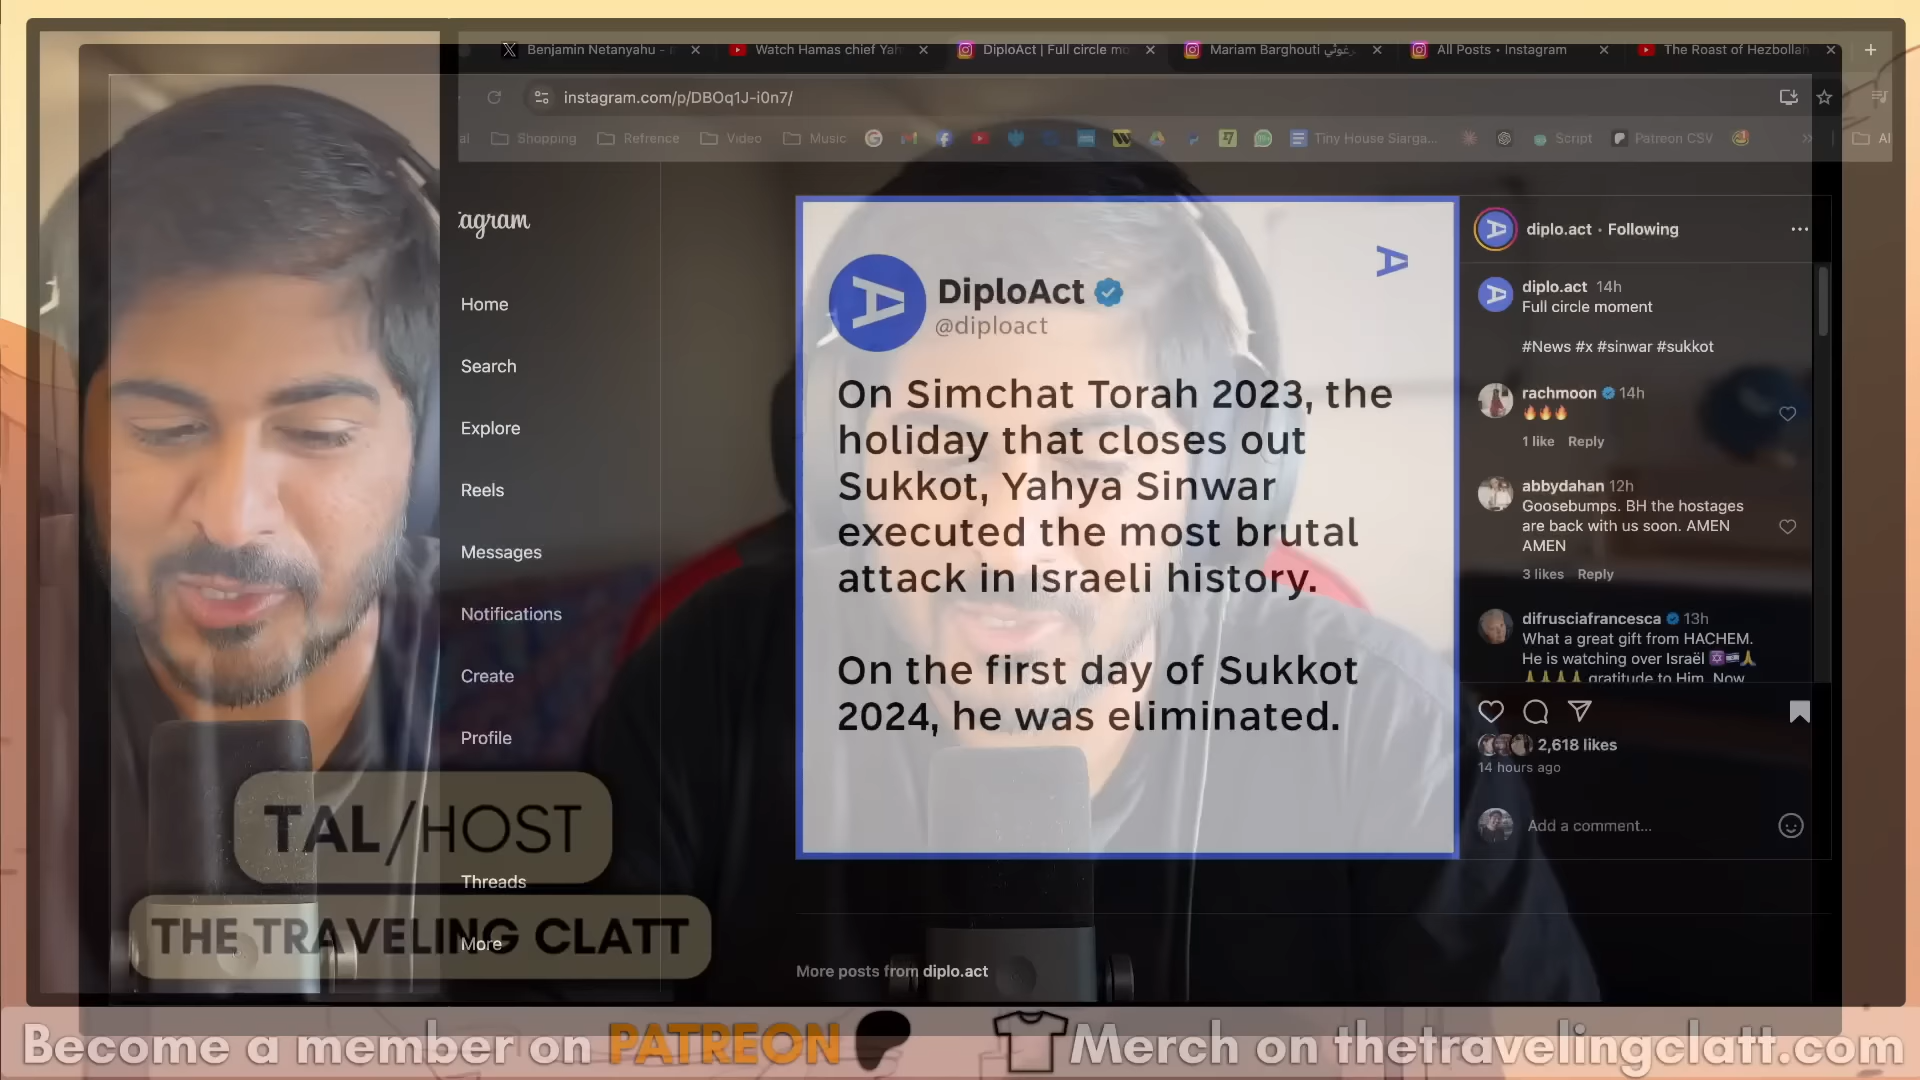 Benjamin Netanyahu -
Watch Hamas chief Yah
DiploAct | Full circle mo
Mariam Barghouti
All Posts • Instagram
The Roast of Hezbollah
instagram.com/p/DBOq1J-i0n7/
al
Shopping
Refrence
Video
Music
Tiny House Siarga...
Script
Patreon CSV
Al
tagram
Home
Search
Explore
Reels
Messages
Notifications
Create
Profile
Threads
More
DiploAct
@diploact
On Simchat Torah 2023, the
holiday that closes out
Sukkot, Yahya Sinwar
executed the most brutal
attack in Israeli history.
On the first day of Sukkot
2024, he was eliminated.
diplo.act • Following
diplo.act 14h
Full circle moment
#News #x #sinwar #sukkot
rachmoon 14h
1 like Reply
abbydahan 12h
Goosebumps. BH the hostages
are back with us soon. AMEN
AMEN
3 likes Reply
difrusciafrancesca 13h
What a great gift from HACHEM.
He is watching over Israël
gratitude to Him. Now
2,618 likes
14 hours ago
Add a comment...
More posts from diplo.act
TAL/HOST
THE TRAVELING CLATT
Become a member on PATREON
Merch on thetravelingclatt.com